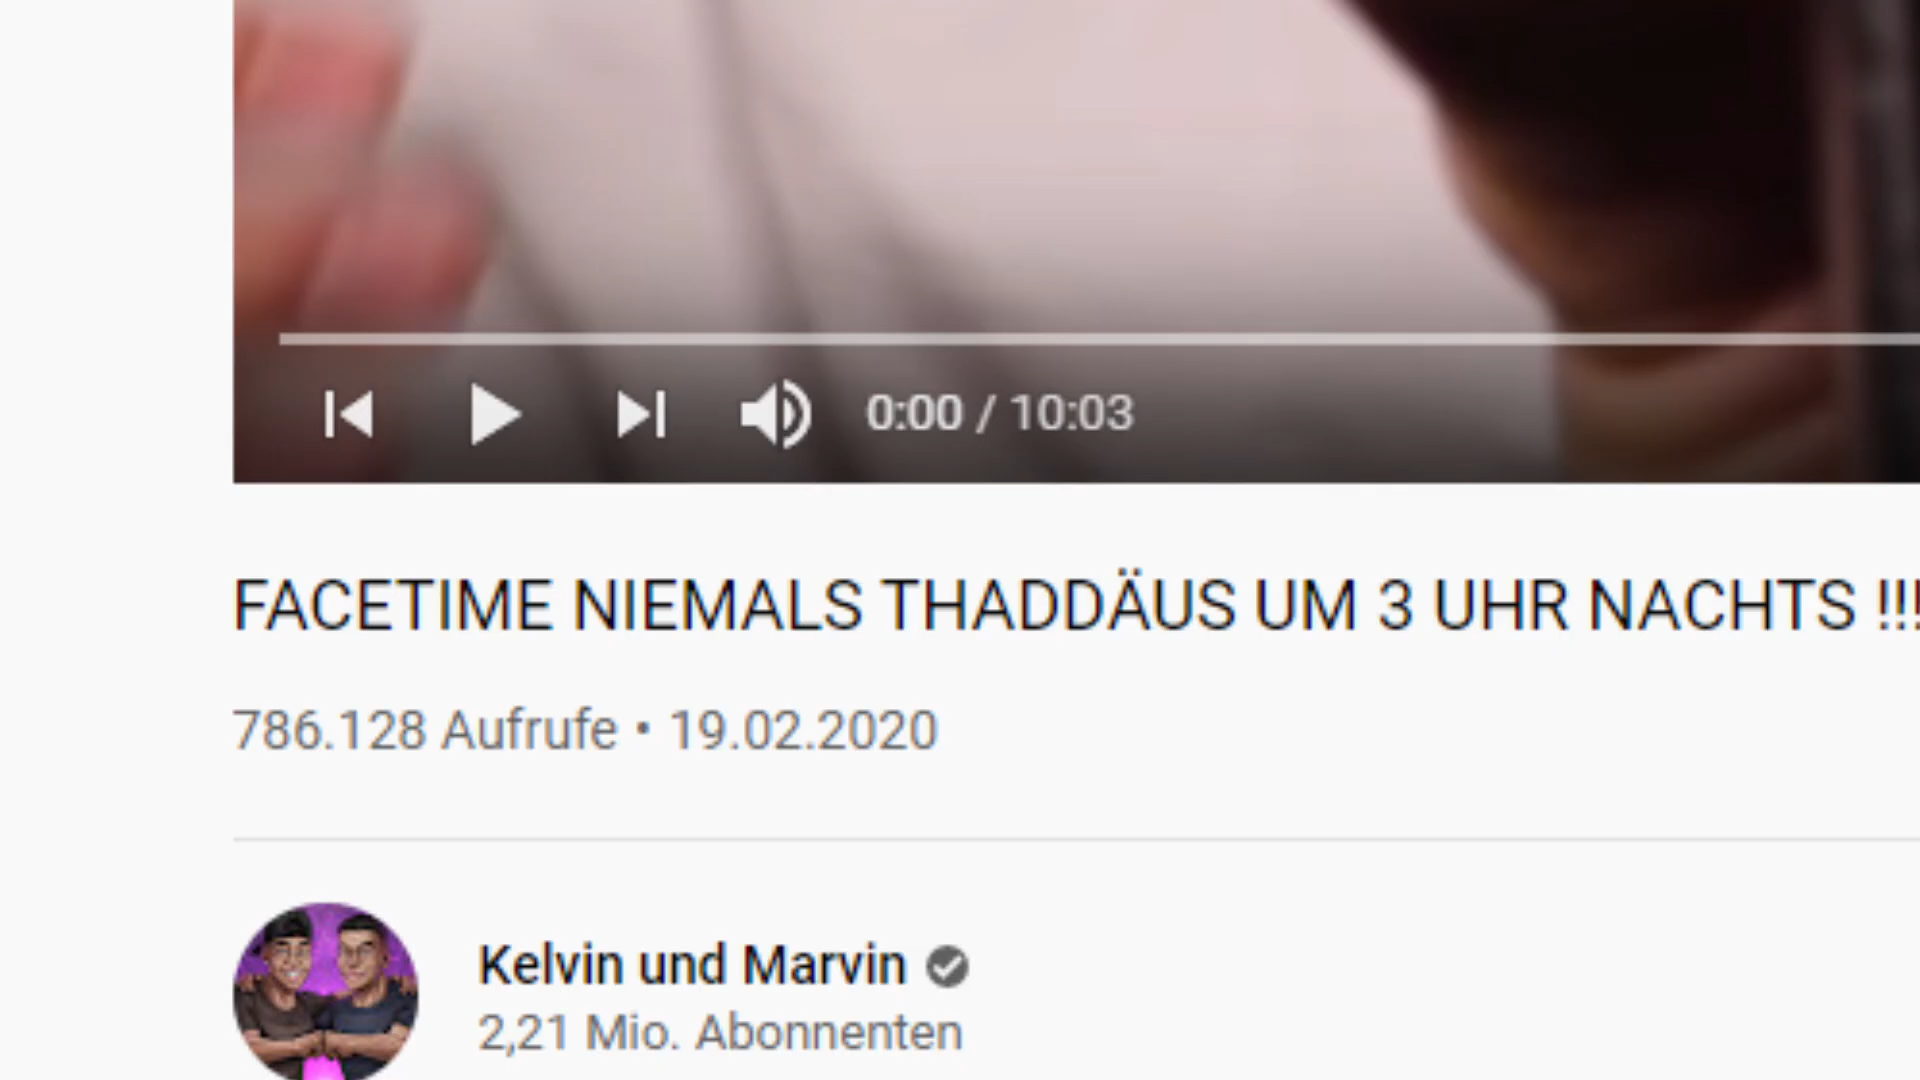 0:00 / 10:03
FACETIME NIEMALS THADDÄUS UM 3 UHR NACHTS !!!
786.128 Aufrufe • 19.02.2020
Kelvin und Marvin
2,21 Mio. Abonnenten